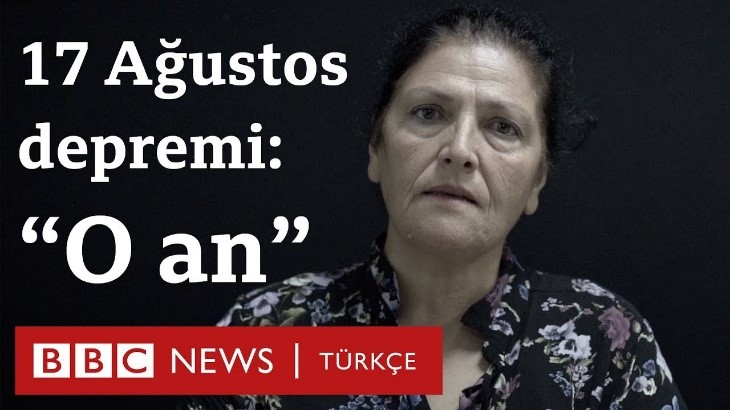 17 Ağustos
depremi:
“O an”
BBC NEWS | TÜRKÇE